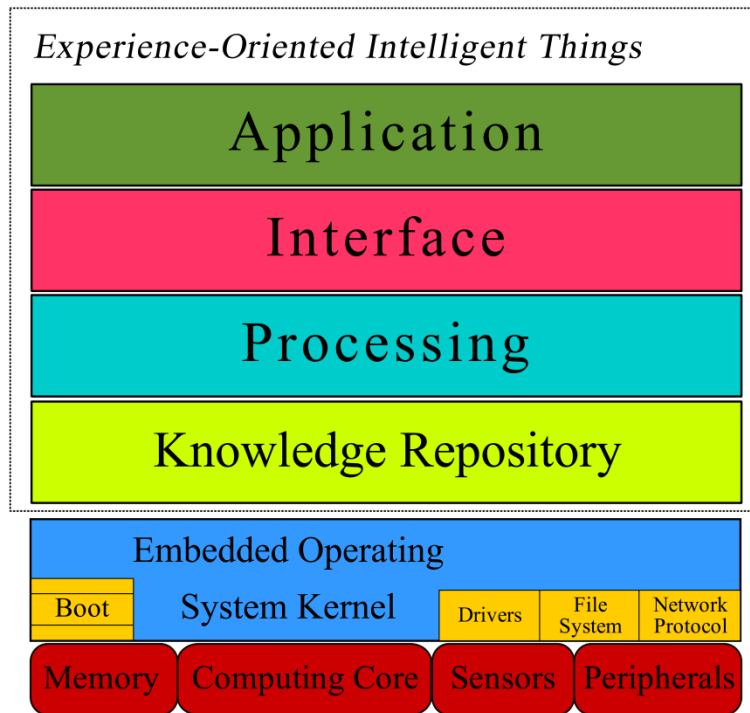 Experience-Oriented Intelligent Things
Application
Interface
Processing
Knowledge Repository
Embedded Operating
System Kernel
Boot
Drivers
File
System
Network
Protocol
Memory
Computing Core
Sensors
Peripherals